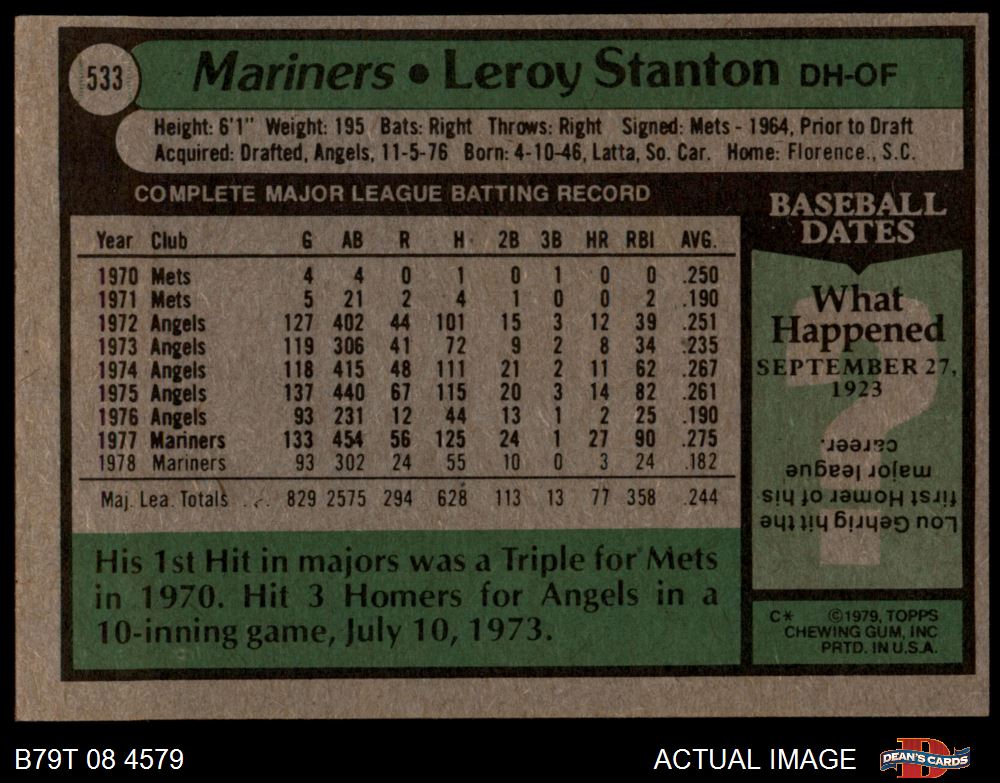 533 Mariners • Leroy Stanton DH-OF
Height: 6'1" Weight: 195 Bats: Right Throws: Right Signed: Mets - 1964, Prior to Draft
Acquired: Drafted, Angels, 11-5-76 Born: 4-10-46, Latta, So. Car. Home: Florence., S.C.
COMPLETE MAJOR LEAGUE BATTING RECORD
Year Club G AB R H 2B 3B HR RBI AVG.
1970 Mets 4 4 0 1 0 1 0 0 .250
1971 Mets 5 21 2 4 1 0 0 2 .190
1972 Angels 127 402 44 101 15 3 12 39 .251
1973 Angels 119 306 41 72 9 2 8 34 .235
1974 Angels 118 415 48 111 21 2 11 62 .267
1975 Angels 137 440 67 115 20 3 14 82 .261
1976 Angels 93 231 12 44 13 1 2 25 .190
1977 Mariners 133 454 56 125 24 1 27 90 .275
1978 Mariners 93 302 24 55 10 0 3 24 .182
Maj. Lea. Totals 829 2575 294 628 113 13 77 358 .244
His 1st Hit in majors was a Triple for Mets
in 1970. Hit 3 Homers for Angels in a
10-inning game, July 10, 1973.
BASEBALL
DATES
What
Happened
SEPTEMBER 27,
1923
?
Lou Gehrig hit the
first Homer of his
major league
career.
C* ©1979, TOPPS
CHEWING GUM, INC
PRTD. IN U.S.A.
B79T 08 4579
ACTUAL IMAGE
D
DEAN'S CARDS